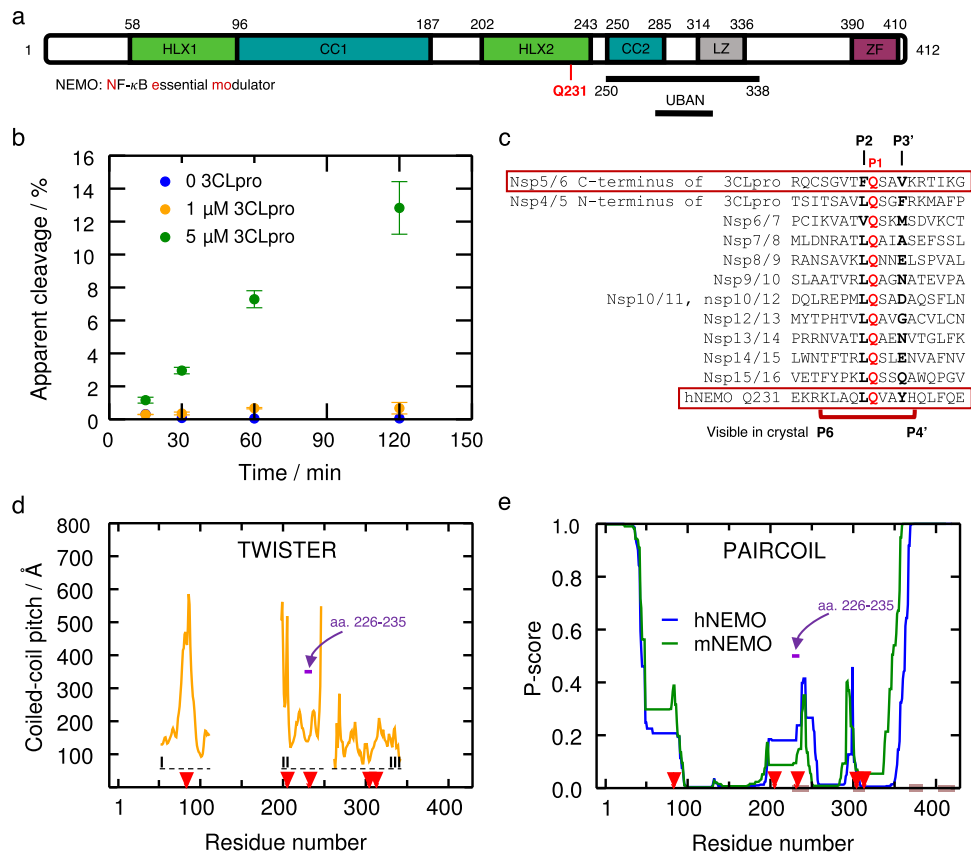 a
58 96 187 202 243 250 285 314 336 390 410
1 HLX1 CC1 HLX2 CC2 LZ ZF 412
NEMO: NF-κB essential modulator
Q231
250 338
UBAN
b
Apparent cleavage / %
16
14
12
10
8
6
4
2
0
0 3CLpro
1 μM 3CLpro
5 μM 3CLpro
0 30 60 90 120 150
Time / min
c
P2 P3'
P1
Nsp5/6 C-terminus of 3CLpro RQCSGVTFQSAVKRTIKG
Nsp4/5 N-terminus of 3CLpro TSITSAVLQSGFRKMAFP
Nsp6/7 PCIKVATVQSKMSDVKCT
Nsp7/8 MLDNRATLQAIASEFSSL
Nsp8/9 RANSAVKLQNNELSPVAL
Nsp9/10 SLAATVRLQAGNATEVPA
Nsp10/11, nsp10/12 DQLREPMLQSADAQSFLN
Nsp12/13 MYTPHTVLQAVGACVLCN
Nsp13/14 PRRNVATLQAENVTGLFK
Nsp14/15 LWNTFTRLQSLENVAFNV
Nsp15/16 VETFYPKLQSSQAWQPGV
hNEMO Q231 EKRKLAQLQVAYHQLFQE
Visible in crystal P6 P4'
d
Coiled-coil pitch / Å
800
700
600
500
400
300
200
100
TWISTER
aa. 226-235
1 100 200 300 400
Residue number
e
P-score
1.0
0.8
0.6
0.4
0.2
0.0
PAIRCOIL
aa. 226-235
hNEMO
mNEMO
1 100 200 300 400
Residue number